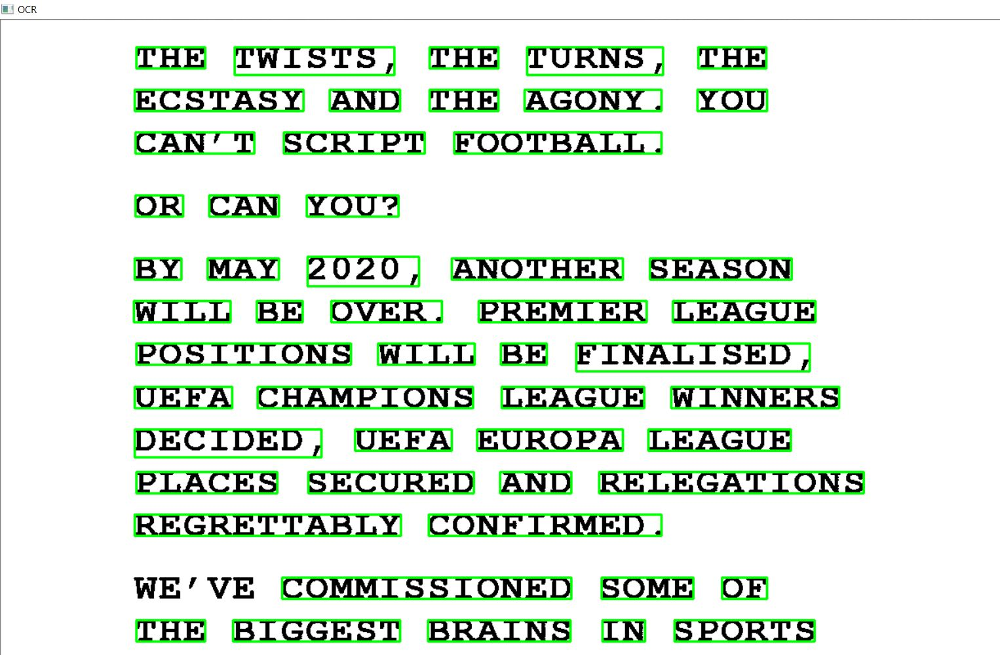 OCR
THE TWISTS, THE TURNS, THE
ECSTASY AND THE AGONY. YOU
CAN'T SCRIPT FOOTBALL.
OR CAN YOU?
BY MAY 2020, ANOTHER SEASON
WILL BE OVER. PREMIER LEAGUE
POSITIONS WILL BE FINALISED,
UEFA CHAMPIONS LEAGUE WINNERS
DECIDED, UEFA EUROPA LEAGUE
PLACES SECURED AND RELEGATIONS
REGRETTABLY CONFIRMED.
WE'VE COMMISSIONED SOME OF
THE BIGGEST BRAINS IN SPORTS